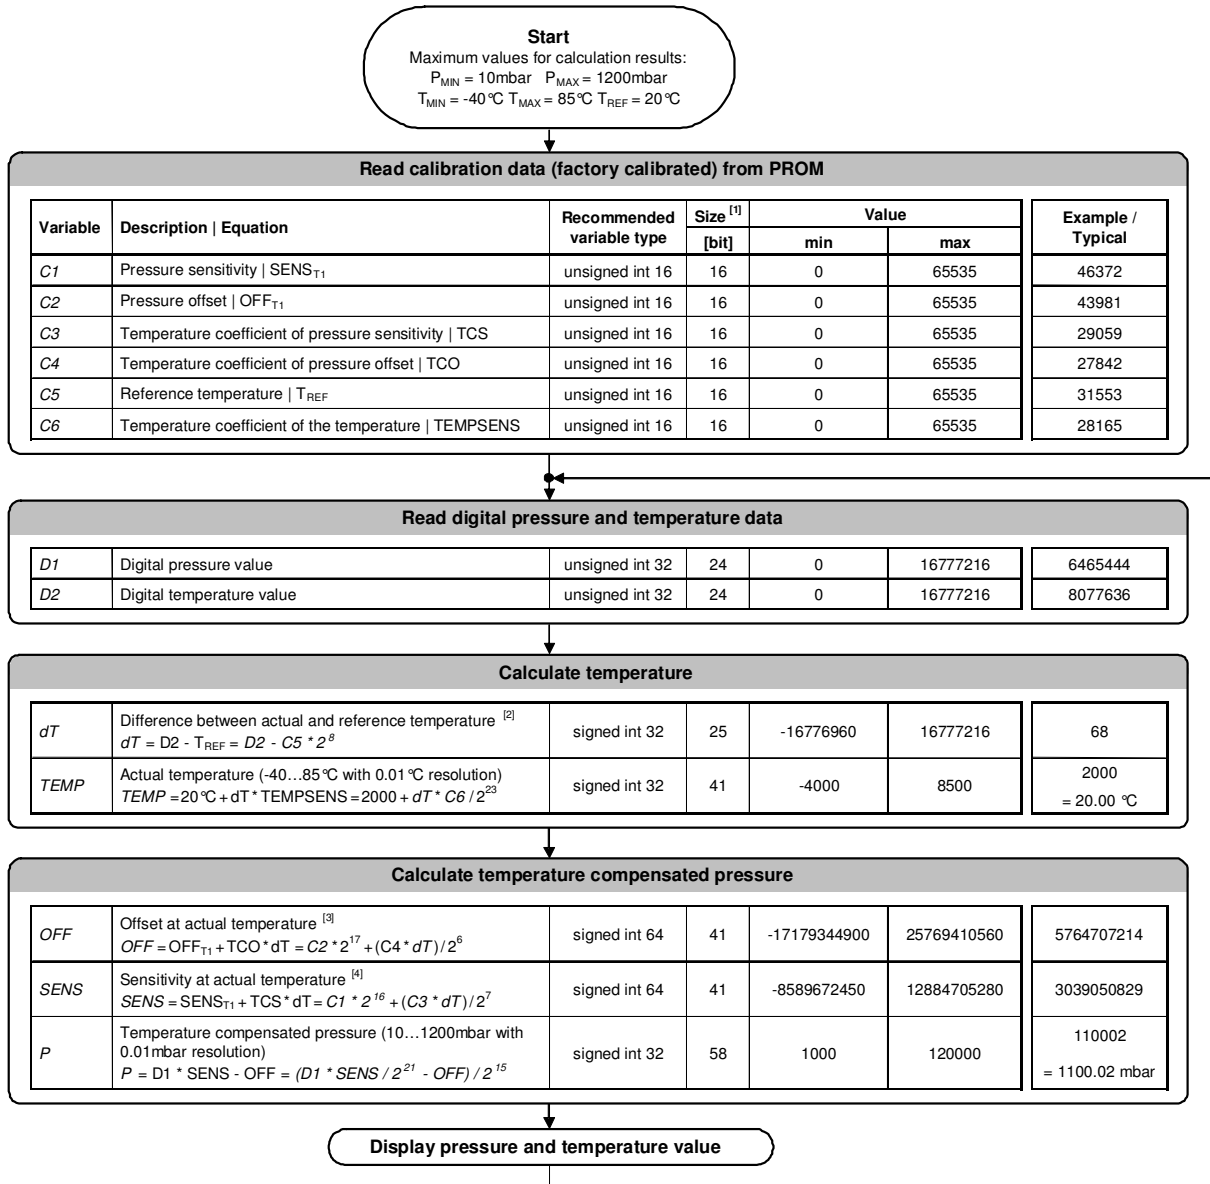 Start
Maximum values for calculation results:
PMIN = 10mbar PMAX = 1200mbar
TMIN = -40°C TMAX = 85°C TREF = 20°C
Read calibration data (factory calibrated) from PROM
Variable Description | Equation Recommended variable type Size [1] [bit] Value min max Example / Typical
C1 Pressure sensitivity | SENST1 unsigned int 16 16 0 65535 46372
C2 Pressure offset | OFFT1 unsigned int 16 16 0 65535 43981
C3 Temperature coefficient of pressure sensitivity | TCS unsigned int 16 16 0 65535 29059
C4 Temperature coefficient of pressure offset | TCO unsigned int 16 16 0 65535 27842
C5 Reference temperature | TREF unsigned int 16 16 0 65535 31553
C6 Temperature coefficient of the temperature | TEMPSENS unsigned int 16 16 0 65535 28165
Read digital pressure and temperature data
D1 Digital pressure value unsigned int 32 24 0 16777216 6465444
D2 Digital temperature value unsigned int 32 24 0 16777216 8077636
Calculate temperature
dT Difference between actual and reference temperature [2]
dT = D2 - TREF = D2 - C5 * 2^8 signed int 32 25 -16776960 16777216 68
TEMP Actual temperature (-40…85°C with 0.01°C resolution)
TEMP = 20°C + dT * TEMPSENS = 2000 + dT * C6 / 2^23 signed int 32 41 -4000 8500 2000
= 20.00 °C
Calculate temperature compensated pressure
OFF Offset at actual temperature [3]
OFF = OFFT1 + TCO * dT = C2 * 2^17 + (C4 * dT) / 2^6 signed int 64 41 -17179344900 25769410560 5764707214
SENS Sensitivity at actual temperature [4]
SENS = SENST1 + TCS * dT = C1 * 2^16 + (C3 * dT) / 2^7 signed int 64 41 -8589672450 12884705280 3039050829
P Temperature compensated pressure (10…1200mbar with
0.01mbar resolution) signed int 32 58 1000 120000 110002
P = D1 * SENS - OFF = (D1 * SENS / 2^21 - OFF) / 2^15 = 1100.02 mbar
Display pressure and temperature value